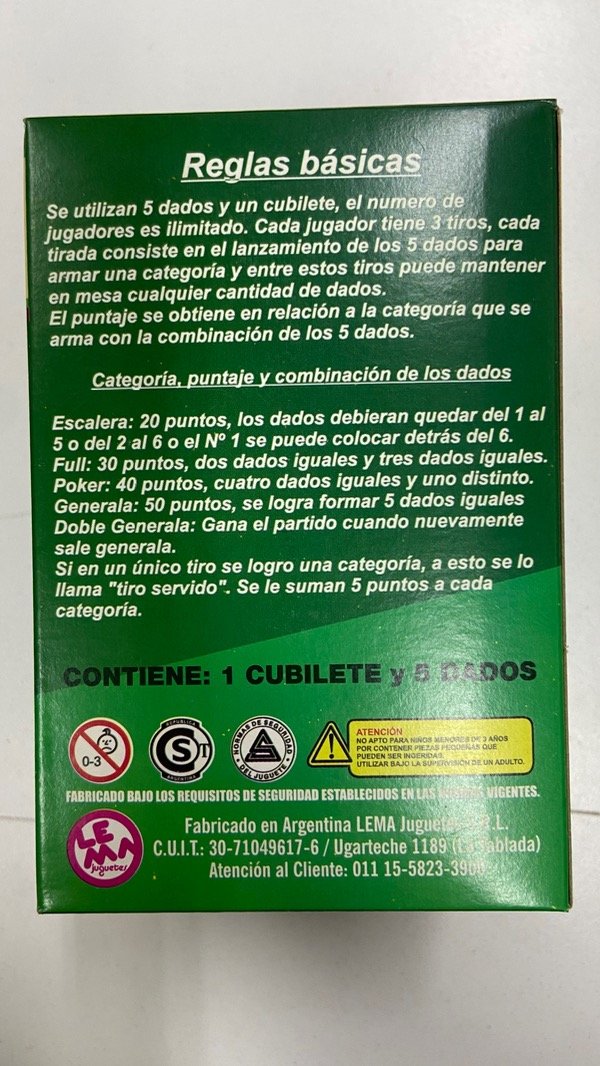 Reglas básicas
Se utilizan 5 dados y un cubilete, el numero de
jugadores es ilimitado. Cada jugador tiene 3 tiros, cada
tirada consiste en el lanzamiento de los 5 dados para
armar una categoría y entre estos tiros puede mantener
en mesa cualquier cantidad de dados.
El puntaje se obtiene en relación a la categoría que se
arma con la combinación de los 5 dados.
Categoría, puntaje y combinación de los dados
Escalera: 20 puntos, los dados debieran quedar del 1 al
5 o del 2 al 6 o el Nº 1 se puede colocar detrás del 6.
Full: 30 puntos, dos dados iguales y tres dados iguales.
Poker: 40 puntos, cuatro dados iguales y uno distinto.
Generala: 50 puntos, se logra formar 5 dados iguales
Doble Generala: Gana el partido cuando nuevamente
sale generala.
Si en un único tiro se logro una categoría, a esto se lo
llama "tiro servido". Se le suman 5 puntos a cada
categoría.
CONTIENE: 1 CUBILETE y 5 DADOS
0-3
REPUBLICA
ST
ARGENTINA
NORMAS DE SEGURIDAD
DEL JUGUETE
ATENCIÓN
NO APTO PARA NIÑOS MENORES DE 3 AÑOS
POR CONTENER PIEZAS PEQUEÑAS QUE
PUEDEN SER INGERIDAS.
UTILIZAR BAJO LA SUPERVISIÓN DE UN ADULTO.
FABRICADO BAJO LOS REQUISITOS DE SEGURIDAD ESTABLECIDOS EN LAS VIGENTES.
LEMA
juguetes
Fabricado en Argentina LEMA Juguetes
C.U.I.T.: 30-71049617-6 / Ugarteche 1189 (La Tablada)
Atención al Cliente: 011 15-5823-3900